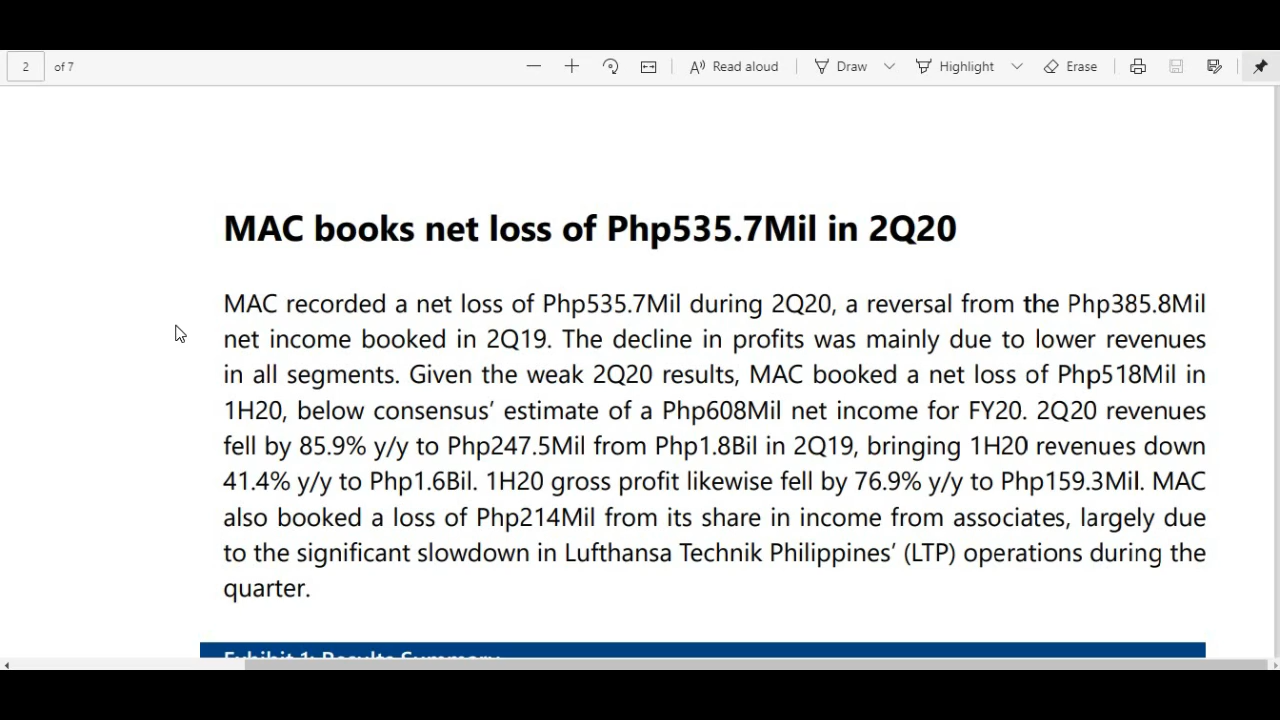 2 of 7 Read aloud Draw Highlight Erase
MAC books net loss of Php535.7Mil in 2Q20
MAC recorded a net loss of Php535.7Mil during 2Q20, a reversal from the Php385.8Mil
net income booked in 2Q19. The decline in profits was mainly due to lower revenues
in all segments. Given the weak 2Q20 results, MAC booked a net loss of Php518Mil in
1H20, below consensus’ estimate of a Php608Mil net income for FY20. 2Q20 revenues
fell by 85.9% y/y to Php247.5Mil from Php1.8Bil in 2Q19, bringing 1H20 revenues down
41.4% y/y to Php1.6Bil. 1H20 gross profit likewise fell by 76.9% y/y to Php159.3Mil. MAC
also booked a loss of Php214Mil from its share in income from associates, largely due
to the significant slowdown in Lufthansa Technik Philippines’ (LTP) operations during the
quarter.
Exhibit 1: Results Summary